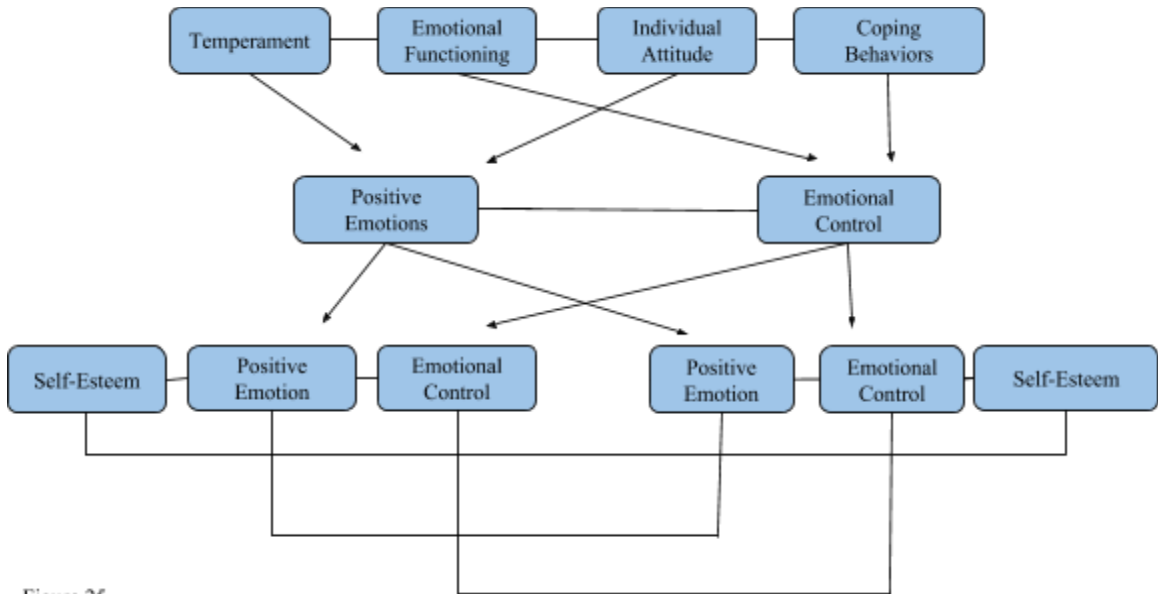 Temperament
Emotional
Functioning
Individual
Attitude
Coping
Behaviors
Positive
Emotions
Emotional
Control
Self-Esteem
Positive
Emotion
Emotional
Control
Positive
Emotion
Emotional
Control
Self-Esteem
Figure